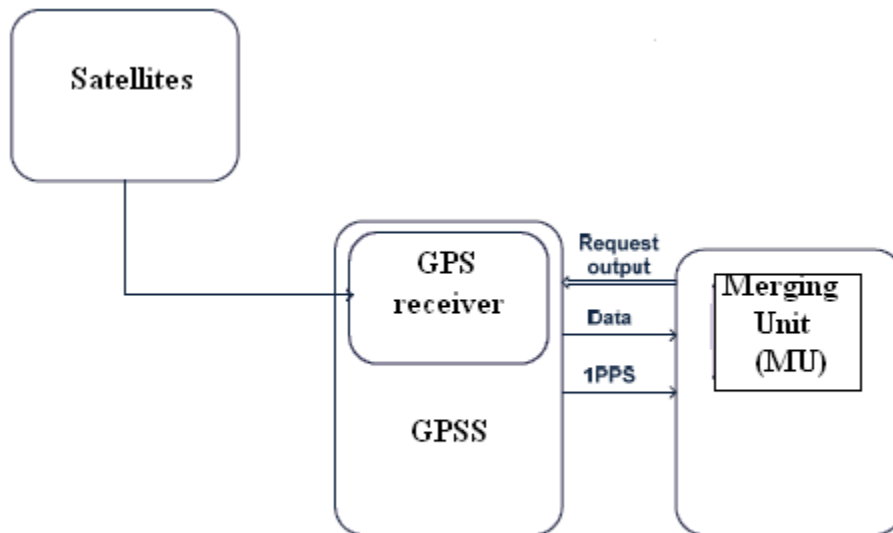 Satellites
GPS
receiver
GPSS
Request
output
Data
1PPS
Merging
Unit
(MU)